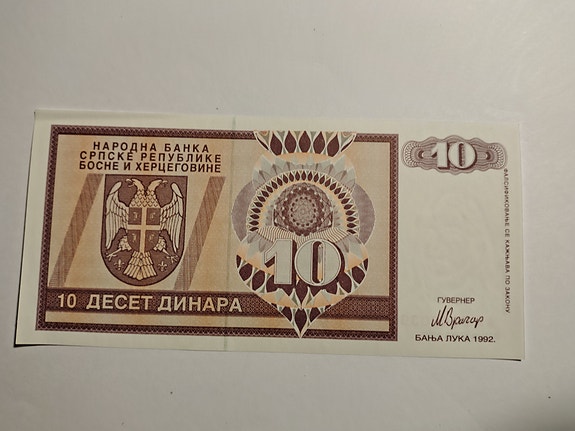 НАРОДНА БАНКА
СРПСКЕ РЕПУБЛИКЕ
БОСНЕ И ХЕРЦЕГОВИНЕ
10 ДЕСЕТ ДИНАРА
10
10
ФАЛСИФИКОВАЊЕ СЕ КАЖЊАВА ПО ЗАКОНУ
ГУВЕРНЕР
БАЊА ЛУКА 1992.